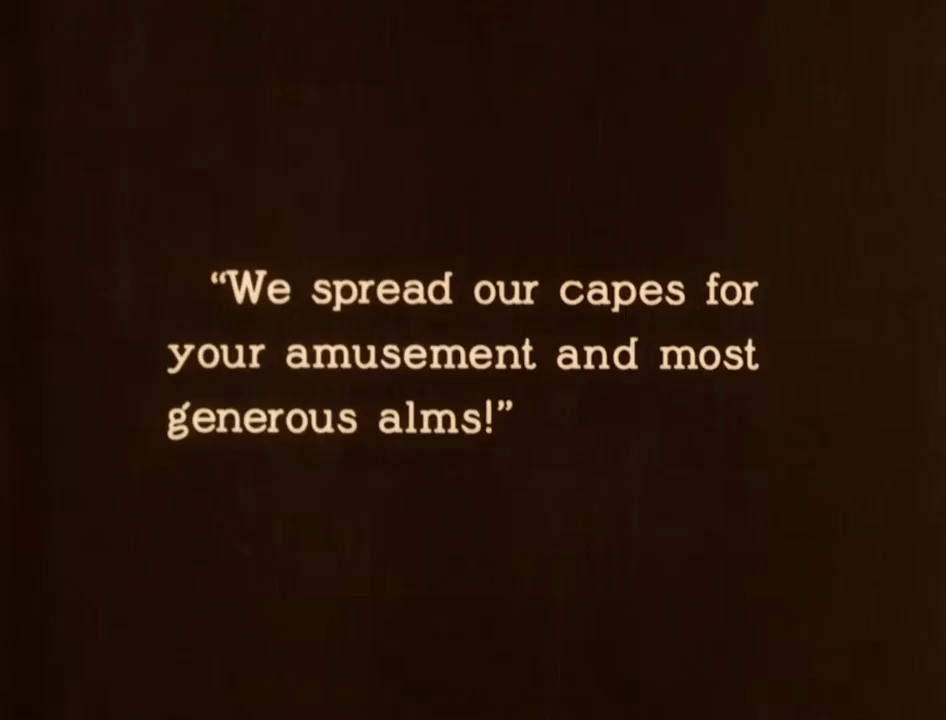 “We spread our capes for
your amusement and most
generous alms!”